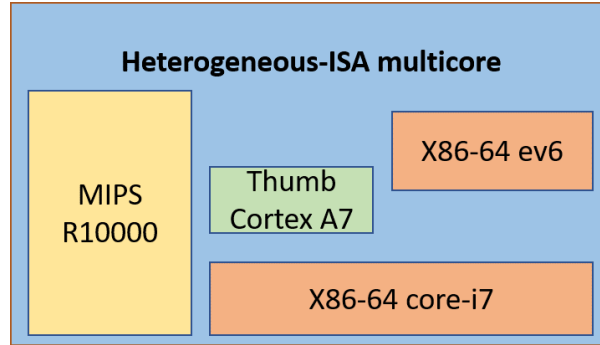 Heterogeneous-ISA multicore
MIPS
R10000
Thumb
Cortex A7
X86-64 ev6
X86-64 core-i7